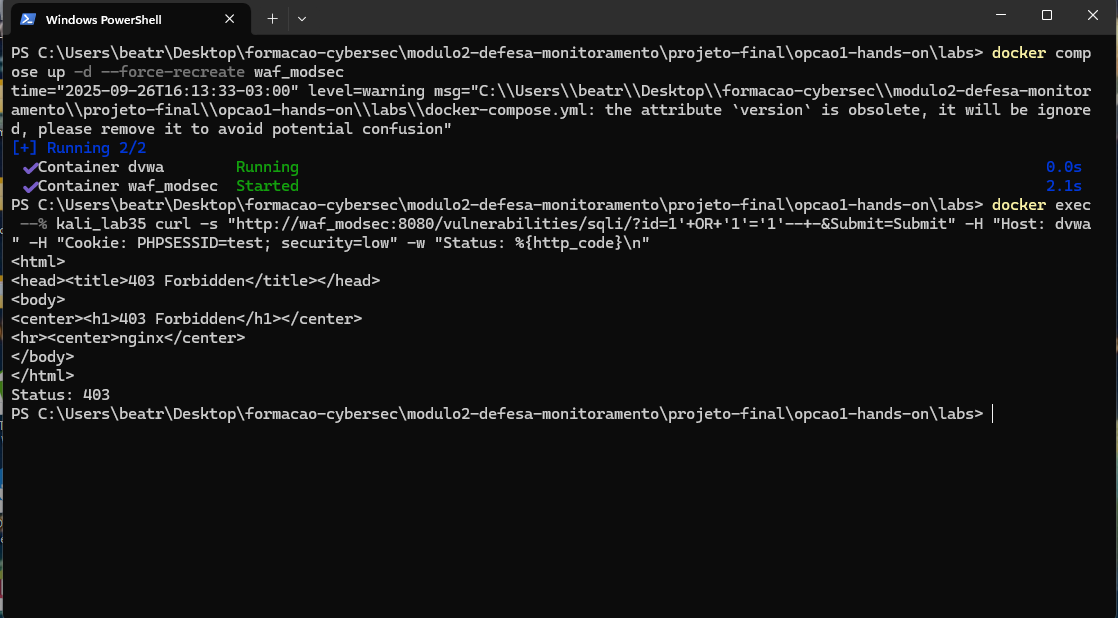 Windows PowerShell
PS C:\Users\beatr\Desktop\formacao-cybersec\modulo2-defesa-monitoramento\projeto-final\opcao1-hands-on\labs> docker comp
ose up -d --force-recreate waf_modsec
time="2025-09-26T16:13:33-03:00" level=warning msg="C:\\Users\\beatr\\Desktop\\formacao-cybersec\\modulo2-defesa-monitor
amento\\projeto-final\\opcao1-hands-on\\labs\\docker-compose.yml: the attribute `version` is obsolete, it will be ignore
d, please remove it to avoid potential confusion"
[+] Running 2/2
✔Container dvwa Running 0.0s
✔Container waf_modsec Started 2.1s
PS C:\Users\beatr\Desktop\formacao-cybersec\modulo2-defesa-monitoramento\projeto-final\opcao1-hands-on\labs> docker exec
--% kali_lab35 curl -s "http://waf_modsec:8080/vulnerabilities/sqli/?id=1'+OR+'1'='1'--+-&Submit=Submit" -H "Host: dvwa
" -H "Cookie: PHPSESSID=test; security=low" -w "Status: %{http_code}\n"
<html>
<head><title>403 Forbidden</title></head>
<body>
<center><h1>403 Forbidden</h1></center>
<hr><center>nginx</center>
</body>
</html>
Status: 403
PS C:\Users\beatr\Desktop\formacao-cybersec\modulo2-defesa-monitoramento\projeto-final\opcao1-hands-on\labs>